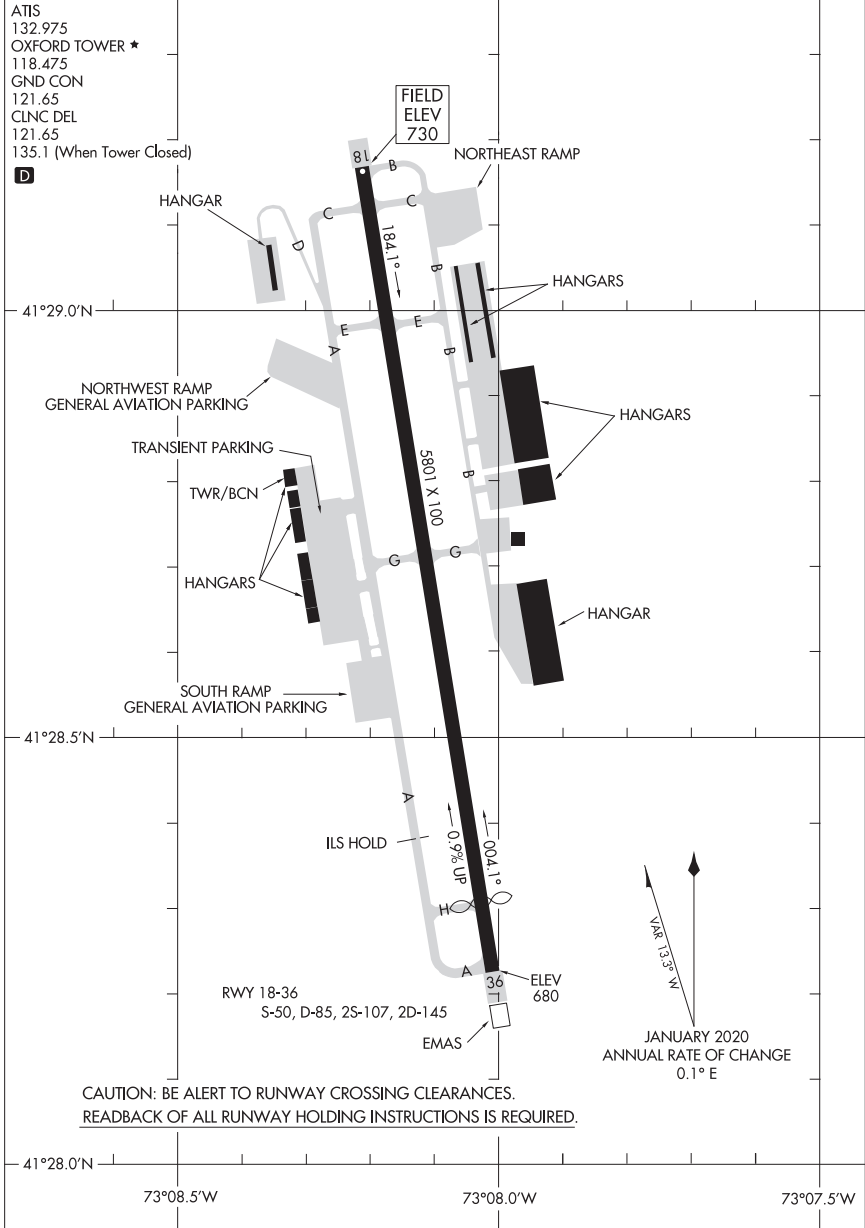 ATIS
132.975
OXFORD TOWER ★
118.475
GND CON
121.65
CLNC DEL
121.65
135.1 (When Tower Closed)
D
FIELD
ELEV
730
18
B
NORTHEAST RAMP
HANGAR
C
C
D
184.1°
B
HANGARS
41°29.0'N
E
E
A
B
NORTHWEST RAMP
GENERAL AVIATION PARKING
HANGARS
TRANSIENT PARKING
5801 X 100
B
TWR/BCN
G
G
HANGARS
HANGAR
SOUTH RAMP
GENERAL AVIATION PARKING
41°28.5'N
A
ILS HOLD
0.9% UP
004.1°
H
VAR 13.3° W
A
36
ELEV
680
RWY 18-36
S-50, D-85, 2S-107, 2D-145
EMAS
JANUARY 2020
ANNUAL RATE OF CHANGE
0.1° E
CAUTION: BE ALERT TO RUNWAY CROSSING CLEARANCES.
READBACK OF ALL RUNWAY HOLDING INSTRUCTIONS IS REQUIRED.
41°28.0'N
73°08.5'W
73°08.0'W
73°07.5'W